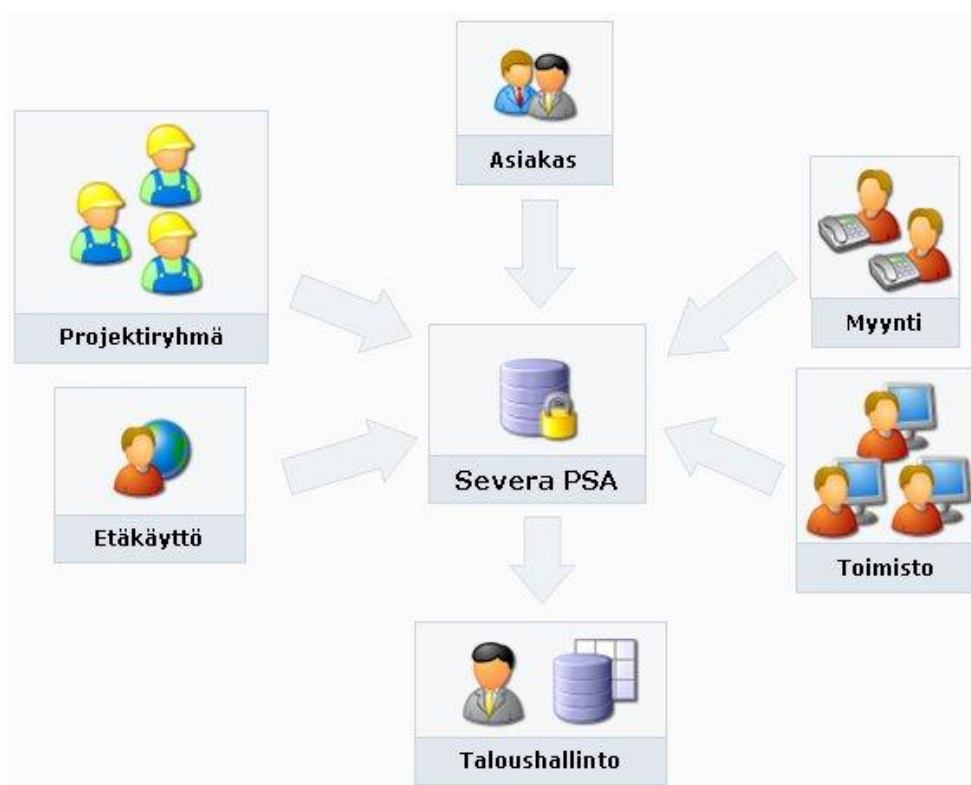 Asiakas
Projektiryhmä
Myynti
Severa PSA
Etäkäyttö
Toimisto
Taloushallinto